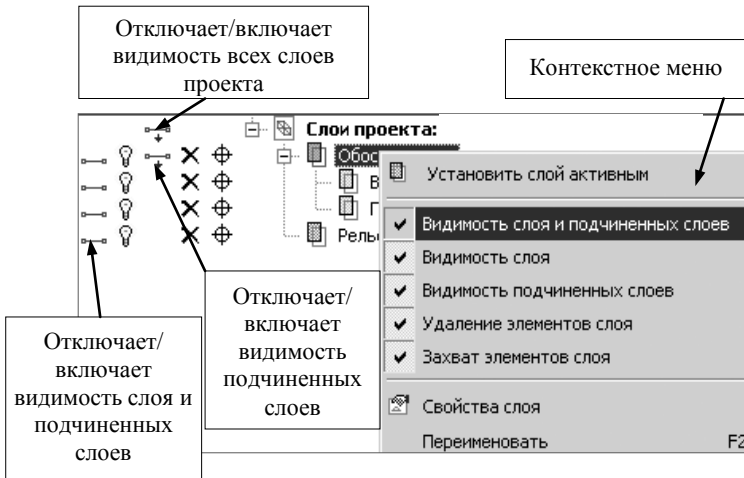 Отключает/включает
видимость всех слоев
проекта
Контекстное меню
Слои проекта:
Установить слой активным
Видимость слоя и подчиненных слоев
Видимость слоя
Видимость подчиненных слоев
Удаление элементов слоя
Захват элементов слоя
Свойства слоя
Переименовать F2
Отключает/
включает
видимость
подчиненных
слоев
Отключает/
включает
видимость слоя и
подчиненных
слоев